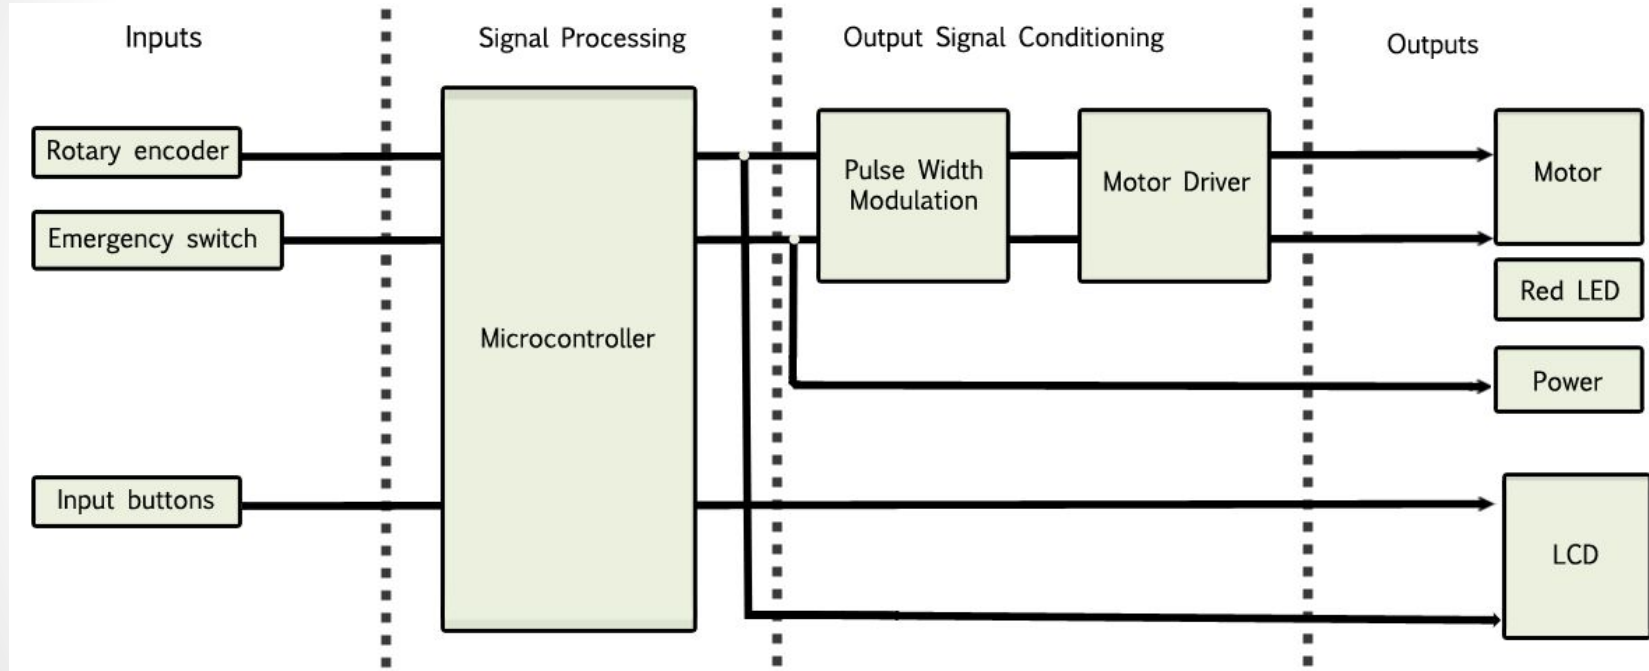 Inputs
Signal Processing
Output Signal Conditioning
Outputs
Rotary encoder
Emergency switch
Input buttons
Microcontroller
Pulse Width
Modulation
Motor Driver
Motor
Red LED
Power
LCD